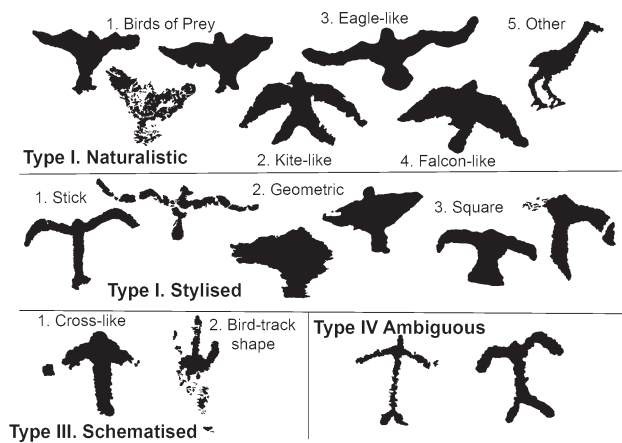 1. Birds of Prey
3. Eagle-like
5. Other
2. Kite-like
4. Falcon-like
Type I. Naturalistic
1. Stick
2. Geometric
3. Square
Type I. Stylised
1. Cross-like
2. Bird-track
shape
Type III. Schematised
Type IV Ambiguous